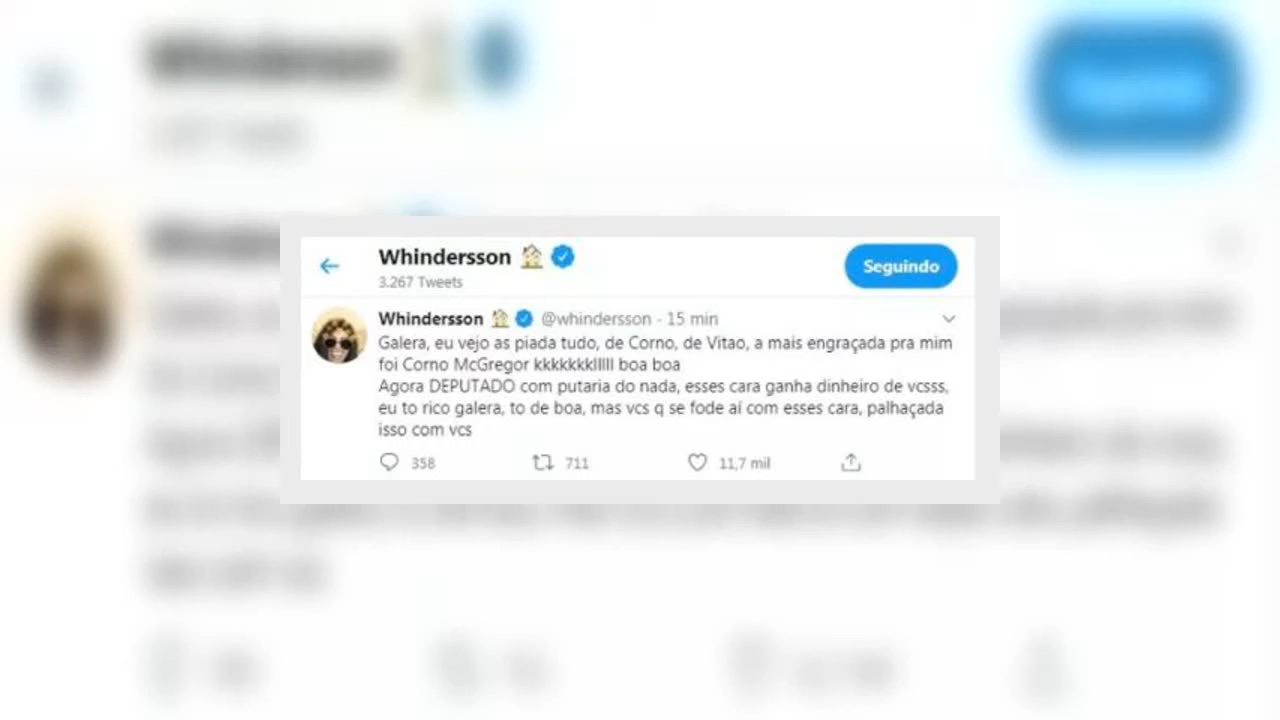 Whindersson
Seguindo
3.267 Tweets
Whindersson @whindersson - 15 min
Galera, eu vejo as piada tudo, de Corno, de Vitao, a mais engraçada pra mim
foi Corno McGregor kkkkkkklllll boa boa
Agora DEPUTADO com putaria do nada, esses cara ganha dinheiro de vcsss,
eu to rico galera, to de boa, mas vcs q se fode aí com esses cara, palhaçada
isso com vcs
358 711 11,7 mil